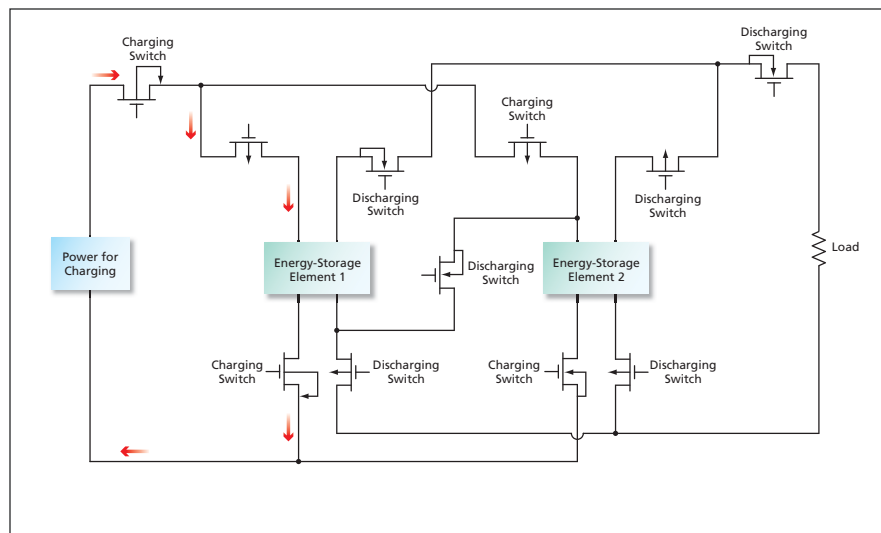 Discharging
Switch
Charging
Switch
Charging
Switch
Discharging
Switch
Discharging
Switch
Power for
Charging
Energy-Storage
Element 1
Discharging
Switch
Energy-Storage
Element 2
Load
Charging
Switch
Discharging
Switch
Charging
Switch
Discharging
Switch